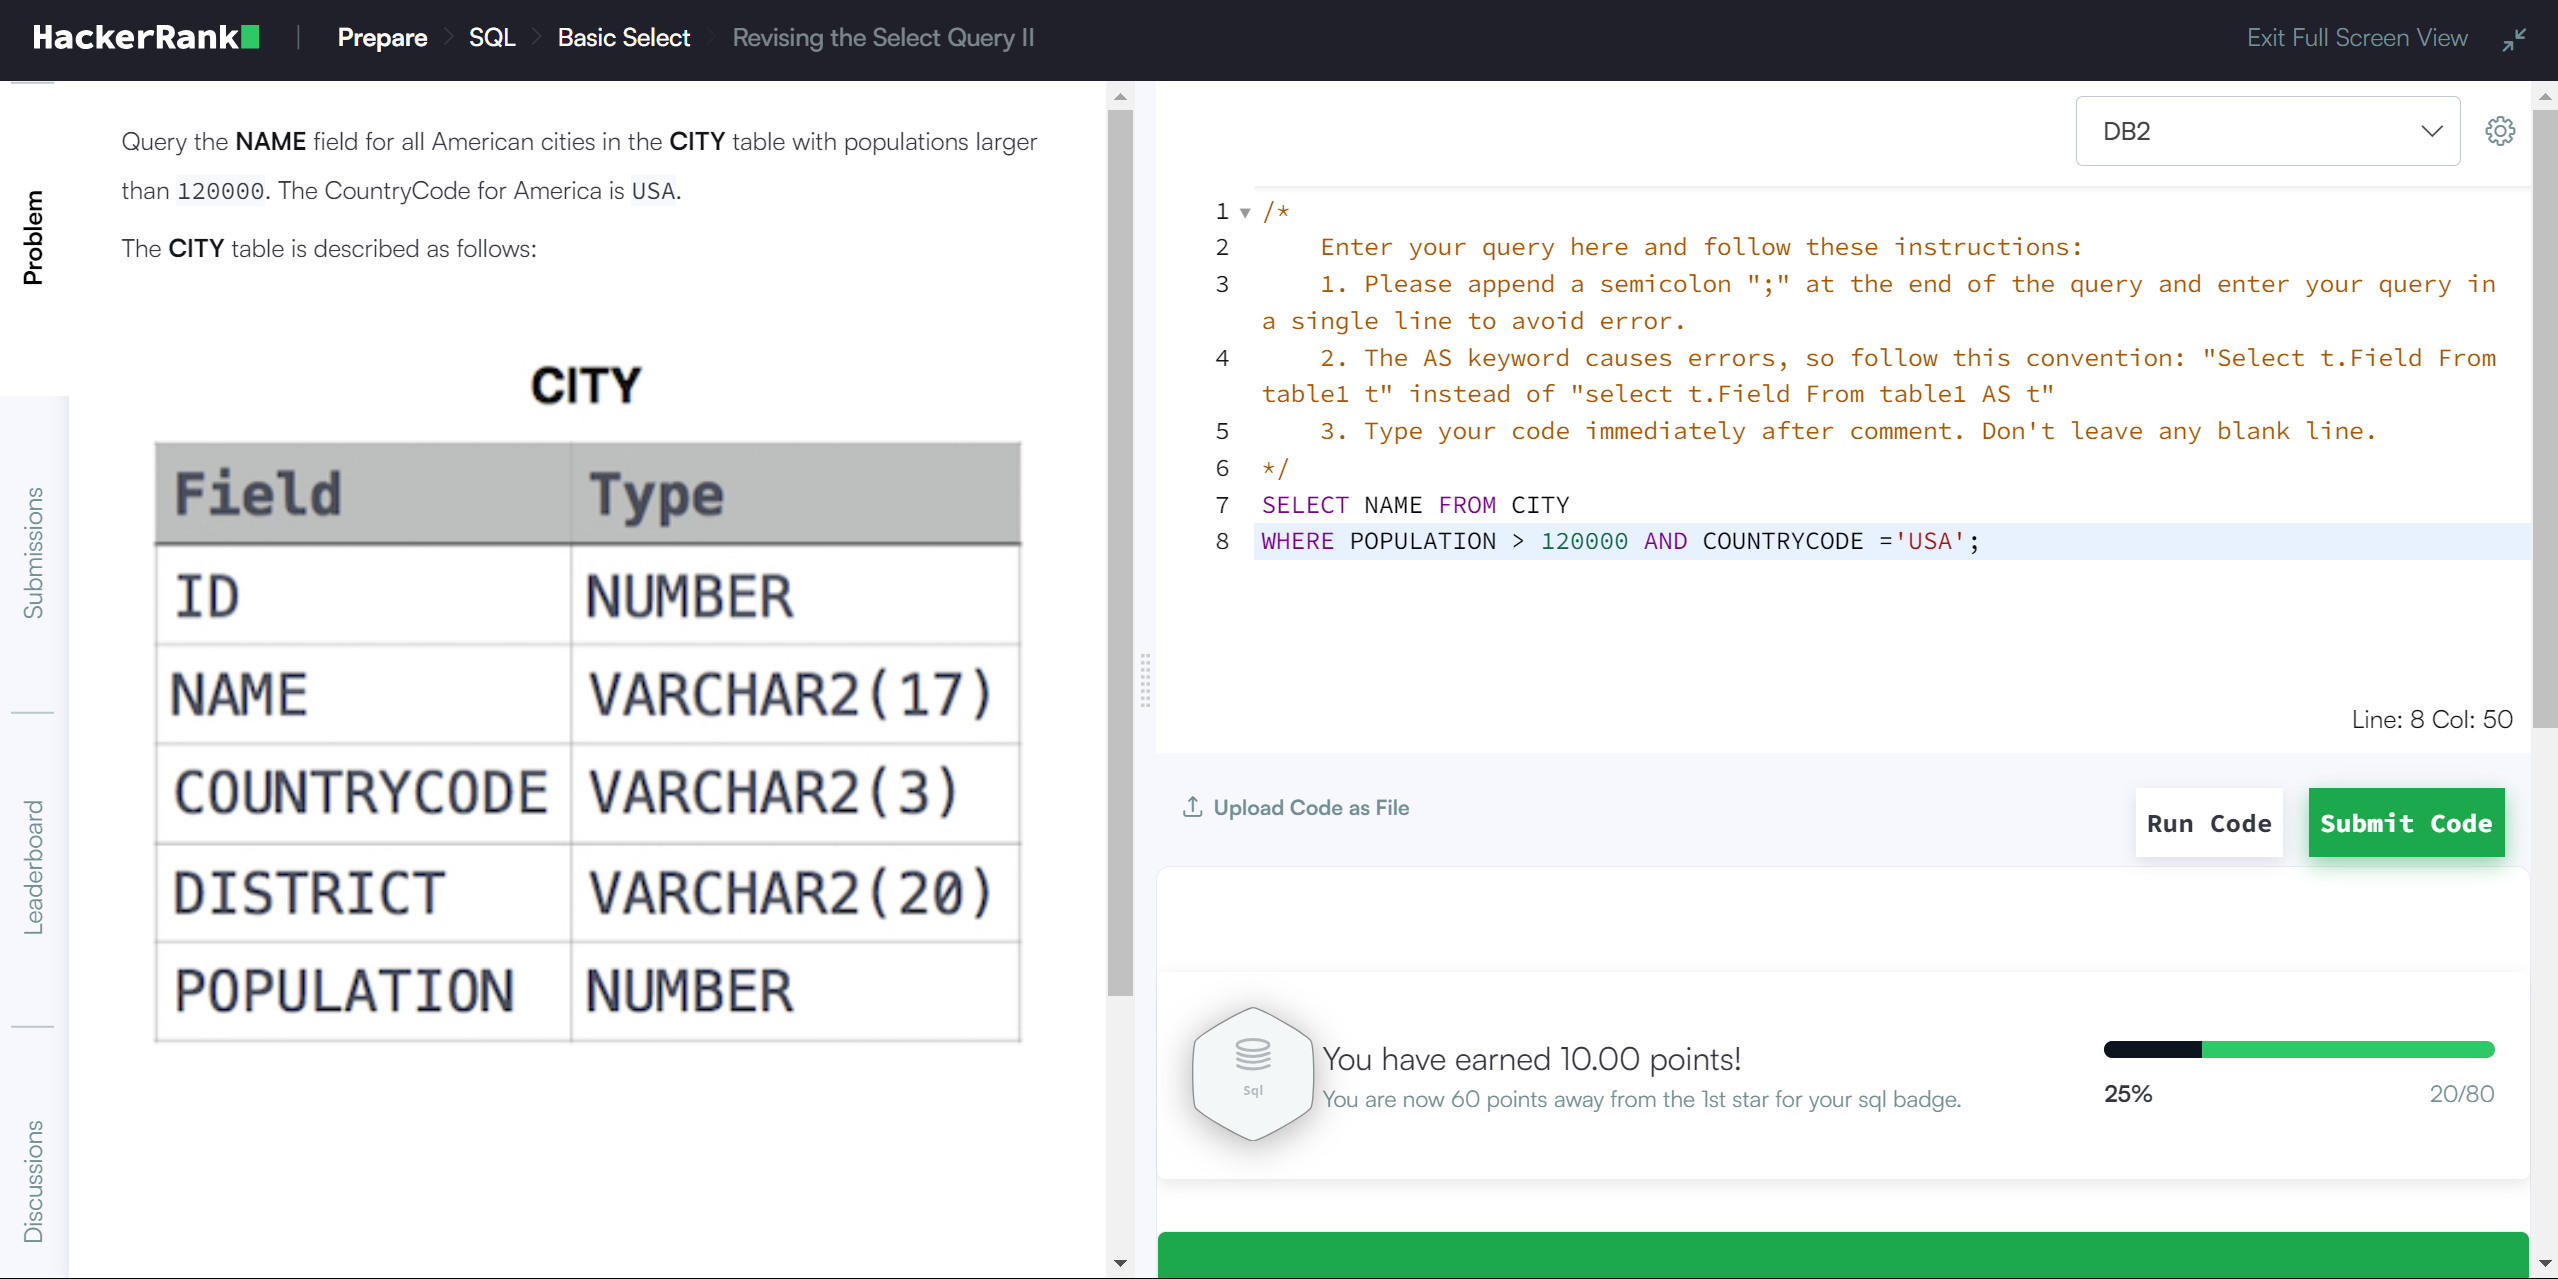 HackerRank | Prepare > SQL > Basic Select > Revising the Select Query II
Exit Full Screen View
Problem
Submissions
Leaderboard
Discussions
Query the NAME field for all American cities in the CITY table with populations larger
than 120000. The CountryCode for America is USA.
The CITY table is described as follows:
CITY
Field Type
ID NUMBER
NAME VARCHAR2(17)
COUNTRYCODE VARCHAR2(3)
DISTRICT VARCHAR2(20)
POPULATION NUMBER
DB2
1 /*
2 Enter your query here and follow these instructions:
3 1. Please append a semicolon ";" at the end of the query and enter your query in
a single line to avoid error.
4 2. The AS keyword causes errors, so follow this convention: "Select t.Field From
table1 t" instead of "select t.Field From table1 AS t"
5 3. Type your code immediately after comment. Don't leave any blank line.
6 */
7 SELECT NAME FROM CITY
8 WHERE POPULATION > 120000 AND COUNTRYCODE ='USA';
Line: 8 Col: 50
Upload Code as File
Run Code
Submit Code
Sql
You have earned 10.00 points!
You are now 60 points away from the 1st star for your sql badge.
25%
20/80